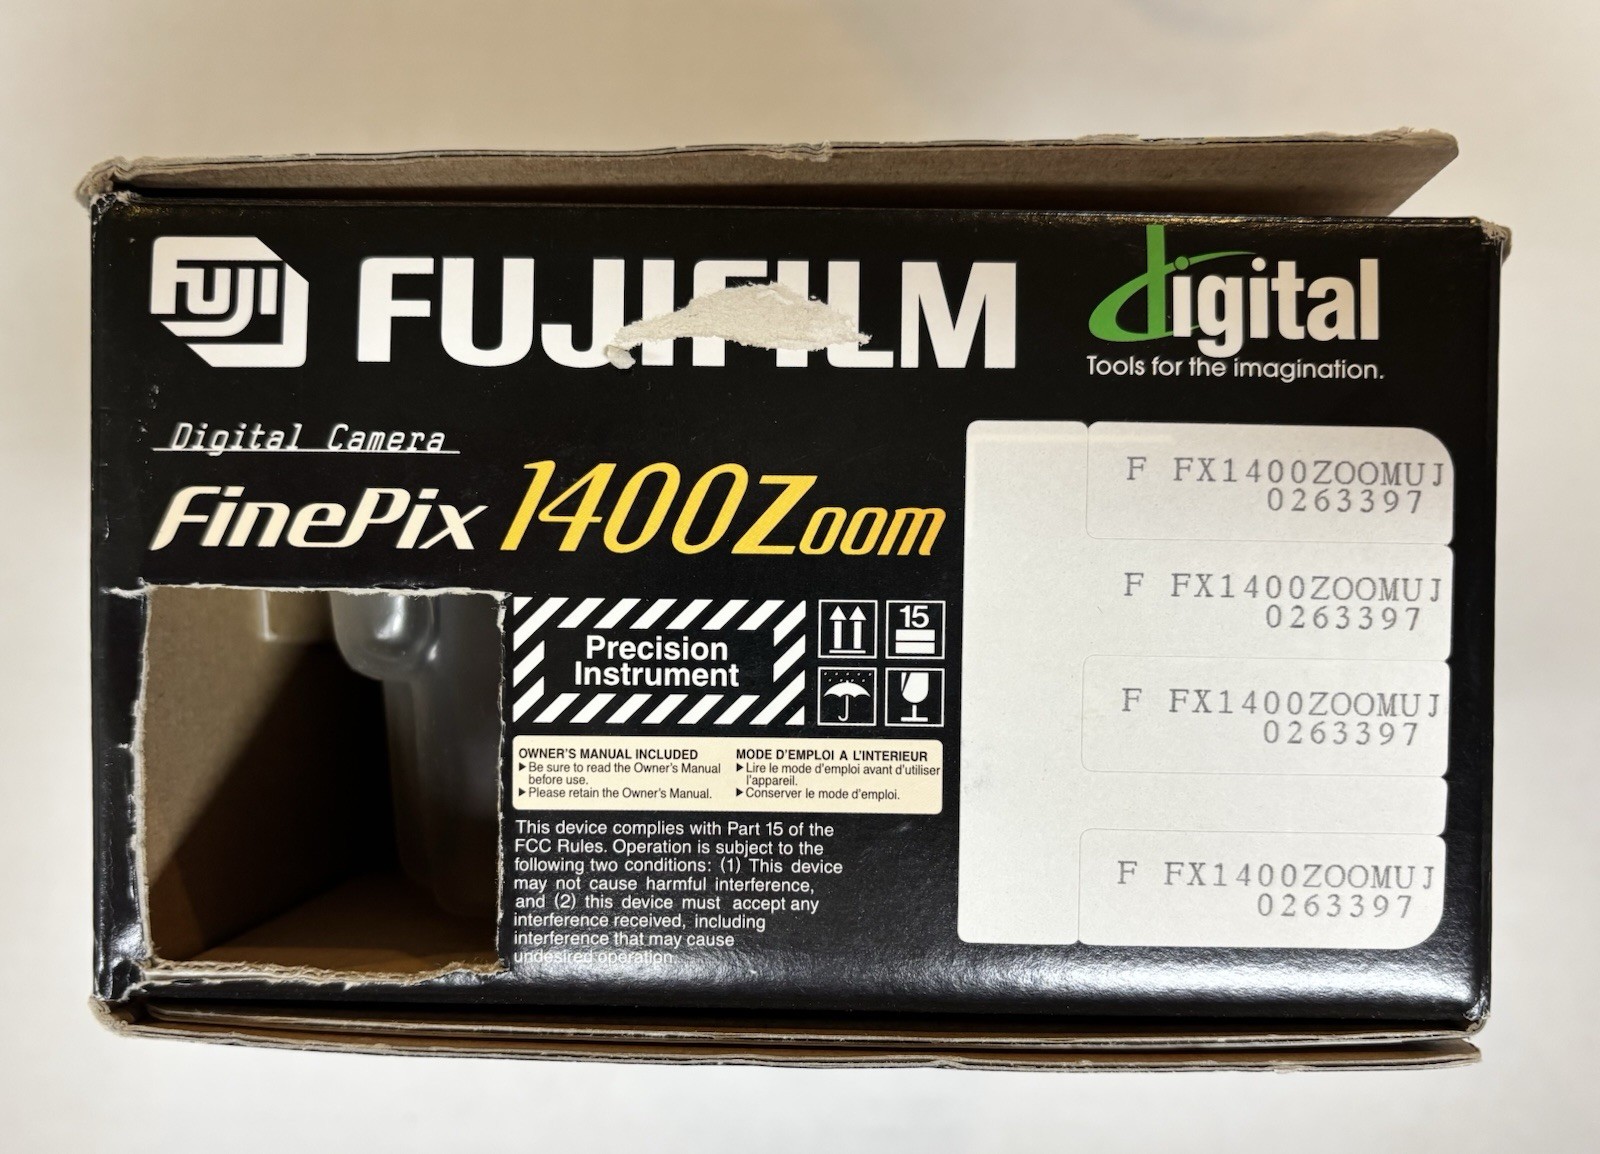 FUJI
FUJIFILM
digital
Tools for the imagination.
Digital Camera
FinePix 1400Zoom
Precision
Instrument
15
OWNER'S MANUAL INCLUDED
▶Be sure to read the Owner's Manual
before use.
▶Please retain the Owner's Manual.
MODE D'EMPLOI A L'INTERIEUR
▶Lire le mode d'emploi avant d'utiliser
l'appareil.
▶Conserver le mode d'emploi.
This device complies with Part 15 of the
FCC Rules. Operation is subject to the
following two conditions: (1) This device
may not cause harmful interference,
and (2) this device must accept any
interference received, including
interference that may cause
undesired operation.
F FX1400ZOOMUJ
0263397
F FX1400ZOOMUJ
0263397
F FX1400ZOOMUJ
0263397
F FX1400ZOOMUJ
0263397